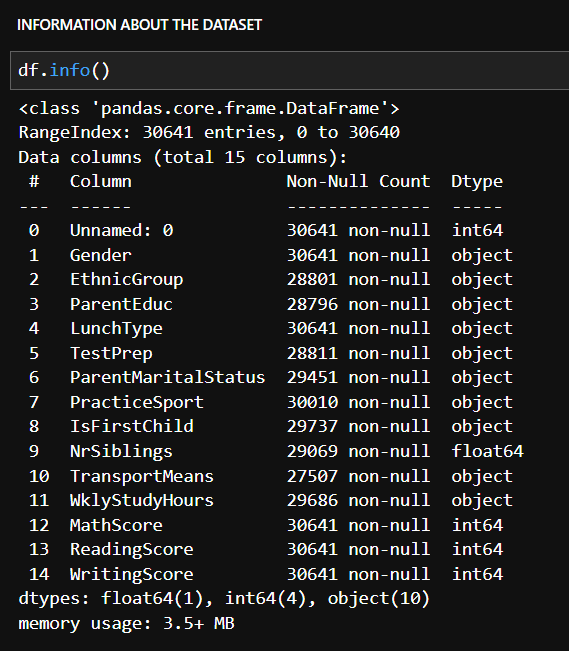 INFORMATION ABOUT THE DATASET
df.info()
<class 'pandas.core.frame.DataFrame'>
RangeIndex: 30641 entries, 0 to 30640
Data columns (total 15 columns):
 #   Column               Non-Null Count  Dtype
---  ------               --------------  -----
 0   Unnamed: 0           30641 non-null  int64
 1   Gender               30641 non-null  object
 2   EthnicGroup          28801 non-null  object
 3   ParentEduc           28796 non-null  object
 4   LunchType            30641 non-null  object
 5   TestPrep             28811 non-null  object
 6   ParentMaritalStatus  29451 non-null  object
 7   PracticeSport        30010 non-null  object
 8   IsFirstChild         29737 non-null  object
 9   NrSiblings           29069 non-null  float64
 10  TransportMeans       27507 non-null  object
 11  WklyStudyHours       29686 non-null  object
 12  MathScore            30641 non-null  int64
 13  ReadingScore         30641 non-null  int64
 14  WritingScore         30641 non-null  int64
dtypes: float64(1), int64(4), object(10)
memory usage: 3.5+ MB